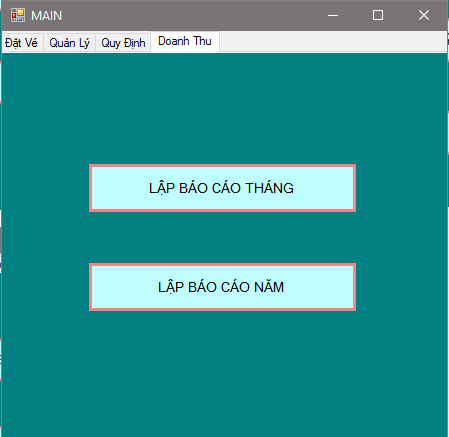 MAIN
Đặt Vé Quản Lý Quy Định Doanh Thu
LẬP BÁO CÁO THÁNG
LẬP BÁO CÁO NĂM